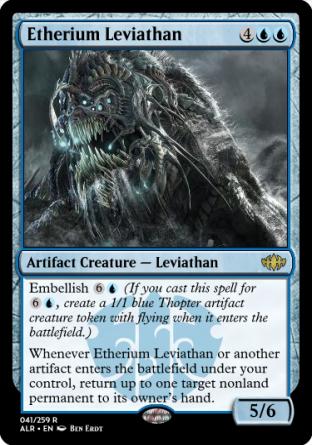 Etherium Leviathan 4
Artifact Creature — Leviathan
Embellish 6 (If you cast this spell for
6, create a 1/1 blue Thopter artifact
creature token with flying when it enters the
battlefield.)
Whenever Etherium Leviathan or another
artifact enters the battlefield under your
control, return up to one target nonland
permanent to its owner's hand.
5/6
041/259 R
ALR • EN Ben Erdt